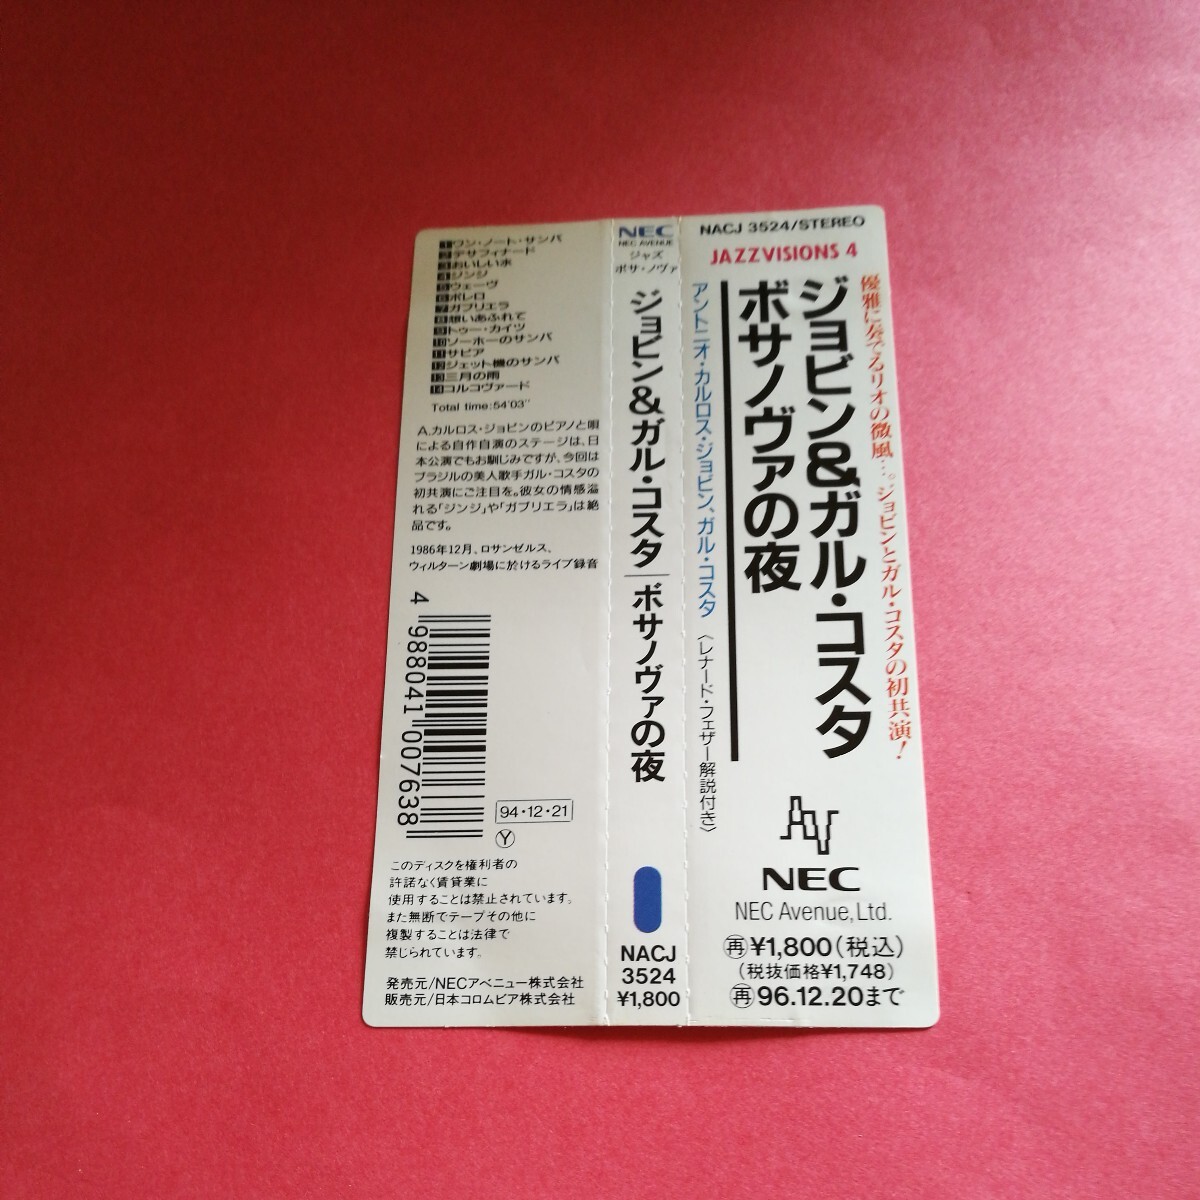 NACJ 3524/STEREO
JAZZVISIONS 4
優雅に奏でるリオの微風…。ジョビンとガル・コスタの初共演!
ジョビン&ガル・コスタ
ボサノヴァの夜
アントニオ・カルロス・ジョビン、ガル・コスタ
〈レナード・フェザー解説付き〉
NEC
NEC Avenue,Ltd.
再¥1,800(税込)
(税抜価格¥1,748)
再96.12.20まで
NEC
NEC AVENUE
ジャズ
ボサ・ノヴァ
ジョビン&ガル・コスタ|ボサノヴァの夜
NACJ
3524
¥1,800
1ワン・ノート・サンバ
2デサフィナード
3おいしい水
4ジンジ
5ウェーヴ
6ボレロ
7ガブリエラ
8想いあふれて
9トゥー・カイツ
10ソーホーのサンバ
11サビア
12ジェット機のサンバ
13三月の雨
14コルコヴァード
Total time:54'03"
A.カルロス・ジョビンのピアノと唄
による自作自演のステージは、日
本公演でもお馴じみですが、今回は
ブラジルの美人歌手ガル・コスタの
初共演にご注目を。彼女の情感溢
れる「ジンジ」や「ガブリエラ」は絶
品です。
1986年12月、ロサンゼルス、
ウィルターン劇場に於けるライブ録音
4 988041 007638
94・12・21
Y
このディスクを権利者の
許諾なく賃貸業に
使用することは禁止されています。
また無断でテープその他に
複製することは法律で
禁じられています。
発売元/NECアベニュー株式会社
販売元/日本コロムビア株式会社